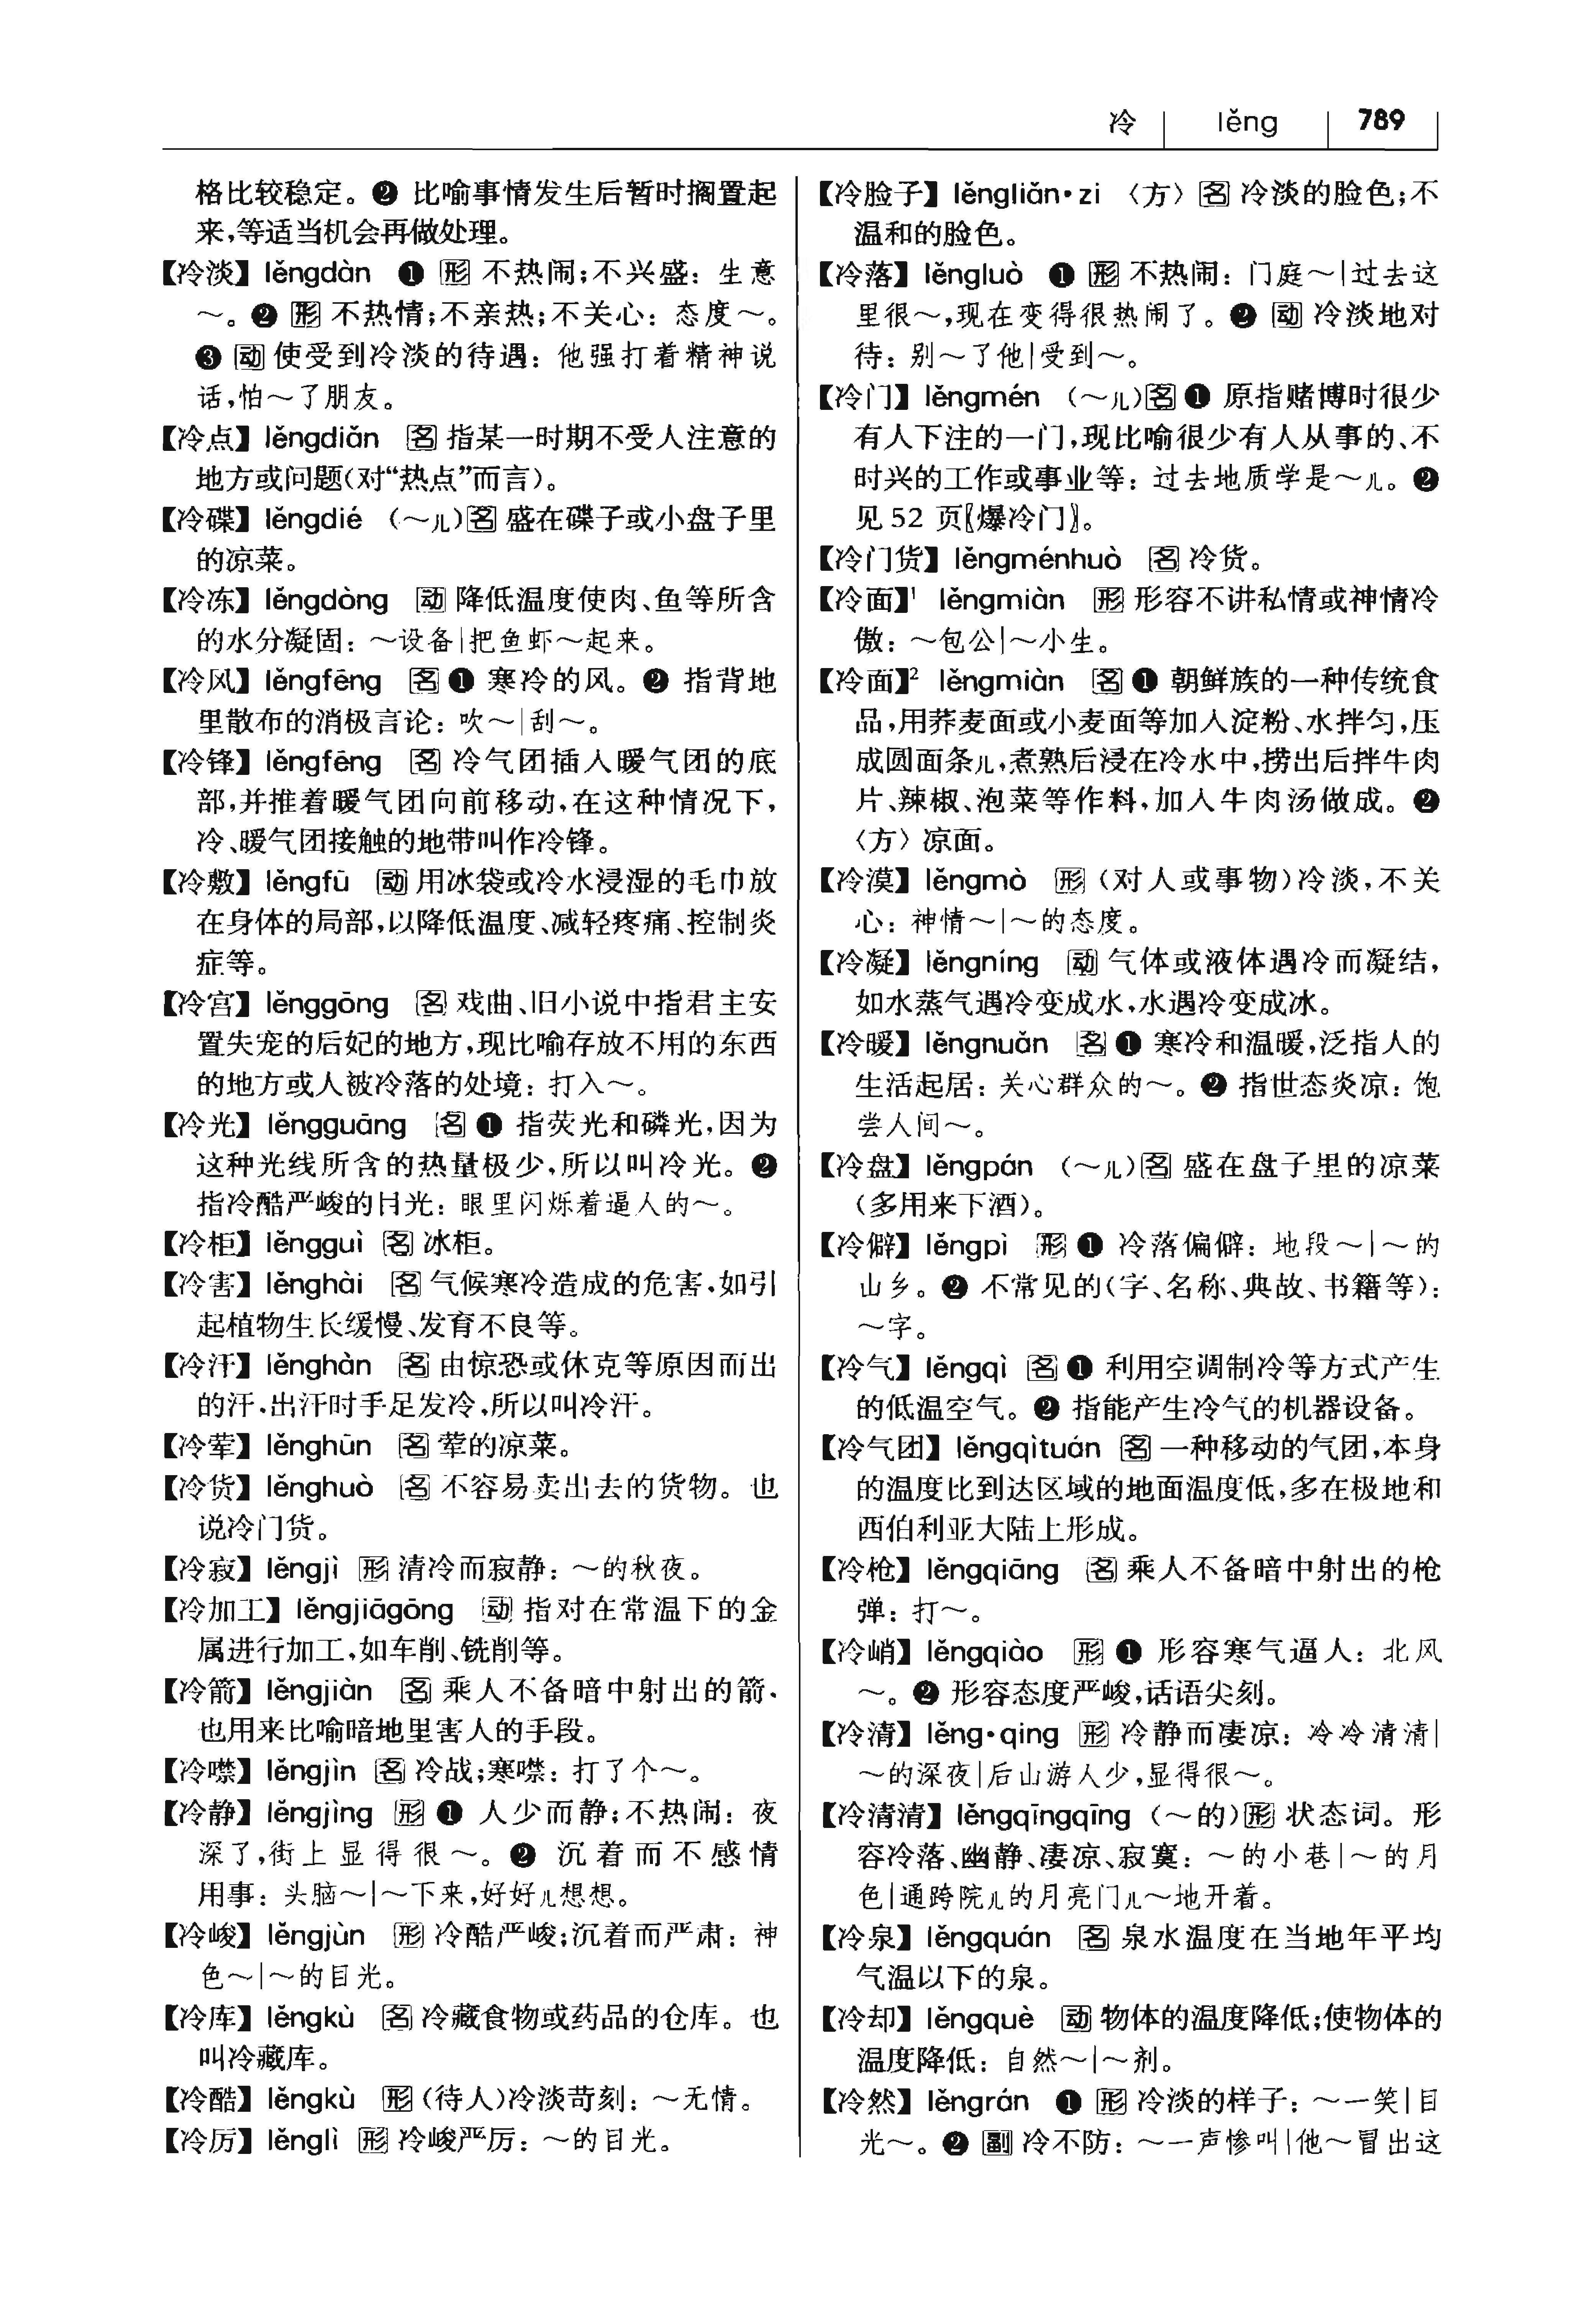 冷 lěng 789
格比较稳定。❷ 比喻事情发生后暂时搁置起
来,等适当机会再做处理。
【冷淡】lěngdàn ❶ 形 不热闹;不兴盛：生意
～。❷ 形 不热情;不亲热;不关心：态度～。
❸ 动 使受到冷淡的待遇：他强打着精神说
话,怕～了朋友。
【冷点】lěngdiǎn 名 指某一时期不受人注意的
地方或问题(对“热点”而言)。
【冷碟】lěngdié (～儿)名 盛在碟子或小盘子里
的凉菜。
【冷冻】lěngdòng 动 降低温度使肉、鱼等所含
的水分凝固：～设备|把鱼虾～起来。
【冷风】lěngfēng 名 ❶ 寒冷的风。❷ 指背地
里散布的消极言论：吹～|刮～。
【冷锋】lěngfēng 名 冷气团插入暖气团的底
部,并推着暖气团向前移动,在这种情况下,
冷、暖气团接触的地带叫作冷锋。
【冷敷】lěngfū 动 用冰袋或冷水浸湿的毛巾放
在身体的局部,以降低温度、减轻疼痛、控制炎
症等。
【冷宫】lěnggōng 名 戏曲、旧小说中指君主安
置失宠的后妃的地方,现比喻存放不用的东西
的地方或人被冷落的处境：打入～。
【冷光】lěngguāng 名 ❶ 指荧光和磷光,因为
这种光线所含的热量极少,所以叫冷光。❷
指冷酷严峻的目光：眼里闪烁着逼人的～。
【冷柜】lěngguì 名 冰柜。
【冷害】lěnghài 名 气候寒冷造成的危害,如引
起植物生长缓慢、发育不良等。
【冷汗】lěnghàn 名 由惊恐或休克等原因而出
的汗,出汗时手足发冷,所以叫冷汗。
【冷荤】lěnghūn 名 荤的凉菜。
【冷货】lěnghuò 名 不容易卖出去的货物。也
说冷门货。
【冷寂】lěngjì 形 清冷而寂静：～的秋夜。
【冷加工】lěngjiāgōng 动 指对在常温下的金
属进行加工,如车削、铣削等。
【冷箭】lěngjiàn 名 乘人不备暗中射出的箭,
也用来比喻暗地里害人的手段。
【冷噤】lěngjìn 名 冷战;寒噤：打了个～。
【冷静】lěngjìng 形 ❶ 人少而静;不热闹：夜
深了,街上显得很～。❷ 沉着而不感情
用事：头脑～|～下来,好好儿想想。
【冷峻】lěngjùn 形 冷酷严峻;沉着而严肃：神
色～|～的目光。
【冷库】lěngkù 名 冷藏食物或药品的仓库。也
叫冷藏库。
【冷酷】lěngkù 形 (待人)冷淡苛刻：～无情。
【冷厉】lěnglì 形 冷峻严厉：～的目光。
【冷脸子】lěngliǎn·zi 〈方〉名 冷淡的脸色;不
温和的脸色。
【冷落】lěngluò ❶ 形 不热闹：门庭～|过去这
里很～,现在变得很热闹了。❷ 动 冷淡地对
待：别～了他|受到～。
【冷门】lěngmén (～儿)名 ❶ 原指赌博时很少
有人下注的一门,现比喻很少有人从事的、不
时兴的工作或事业等：过去地质学是～儿。❷
见 52 页〖爆冷门〗。
【冷门货】lěngménhuò 名 冷货。
【冷面】¹ lěngmiàn 形 形容不讲私情或神情冷
傲：～包公|～小生。
【冷面】² lěngmiàn 名 ❶ 朝鲜族的一种传统食
品,用荞麦面或小麦面等加入淀粉、水拌匀,压
成圆面条儿,煮熟后浸在冷水中,捞出后拌牛肉
片、辣椒、泡菜等作料,加入牛肉汤做成。❷
〈方〉凉面。
【冷漠】lěngmò 形 (对人或事物)冷淡,不关
心：神情～|～的态度。
【冷凝】lěngníng 动 气体或液体遇冷而凝结,
如水蒸气遇冷变成水,水遇冷变成冰。
【冷暖】lěngnuǎn 名 ❶ 寒冷和温暖,泛指人的
生活起居：关心群众的～。❷ 指世态炎凉：饱
尝人间～。
【冷盘】lěngpán (～儿)名 盛在盘子里的凉菜
(多用来下酒)。
【冷僻】lěngpì 形 ❶ 冷落偏僻：地段～|～的
山乡。❷ 不常见的(字、名称、典故、书籍等)：
～字。
【冷气】lěngqì 名 ❶ 利用空调制冷等方式产生
的低温空气。❷ 指能产生冷气的机器设备。
【冷气团】lěngqìtuán 名 一种移动的气团,本身
的温度比到达区域的地面温度低,多在极地和
西伯利亚大陆上形成。
【冷枪】lěngqiāng 名 乘人不备暗中射出的枪
弹：打～。
【冷峭】lěngqiào 形 ❶ 形容寒气逼人：北风
～。❷ 形容态度严峻,话语尖刻。
【冷清】lěng·qing 形 冷静而凄凉：冷冷清清|
～的深夜|后山游人少,显得很～。
【冷清清】lěngqīngqīng (～的)形 状态词。形
容冷落、幽静、凄凉、寂寞：～的小巷|～的月
色|通跨院儿的月亮门儿～地开着。
【冷泉】lěngquán 名 泉水温度在当地年平均
气温以下的泉。
【冷却】lěngquè 动 物体的温度降低;使物体的
温度降低：自然～|～剂。
【冷然】lěngrán ❶ 形 冷淡的样子：～一笑|目
光～。❷ 副 冷不防：～一声惨叫|他～冒出这